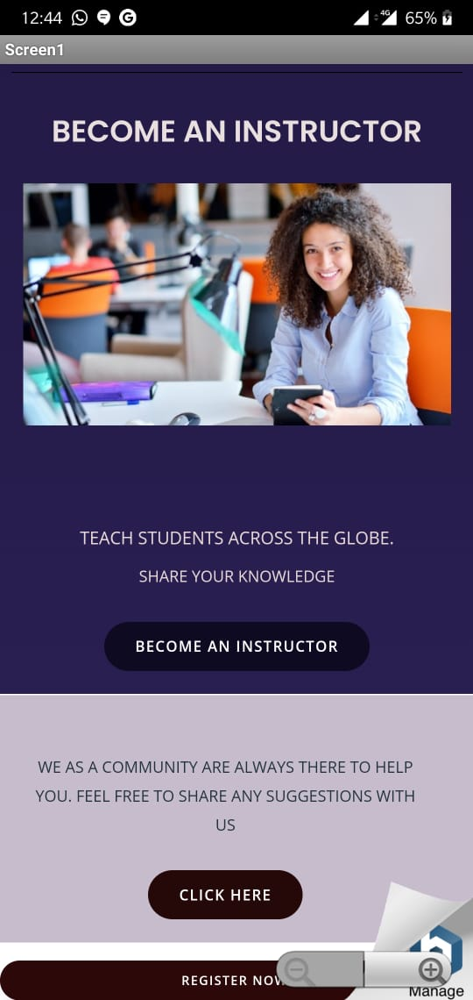 12:44
4G
65%
Screen1
BECOME AN INSTRUCTOR
TEACH STUDENTS ACROSS THE GLOBE.
SHARE YOUR KNOWLEDGE
BECOME AN INSTRUCTOR
WE AS A COMMUNITY ARE ALWAYS THERE TO HELP
YOU. FEEL FREE TO SHARE ANY SUGGESTIONS WITH
US
CLICK HERE
REGISTER NOW
Manage